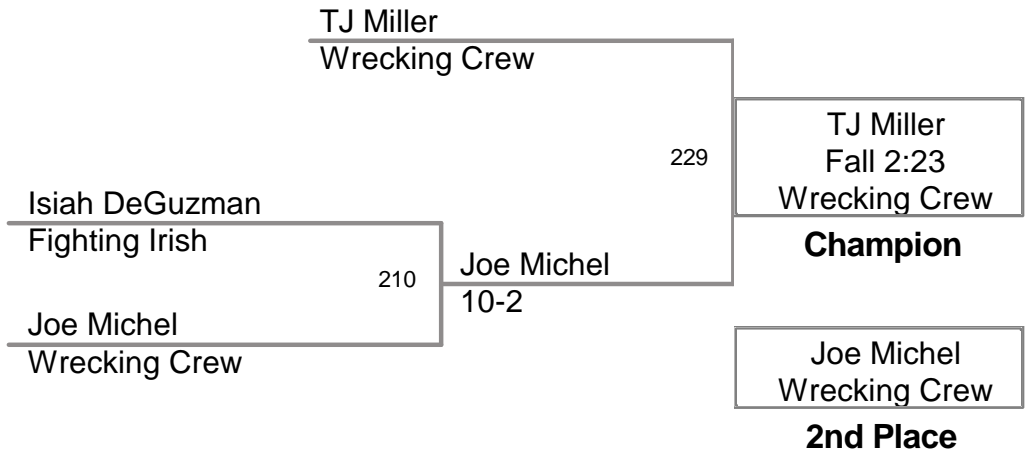 TJ Miller
Wrecking Crew
229
TJ Miller
Fall 2:23
Wrecking Crew
Champion
Isiah DeGuzman
Fighting Irish
210
Joe Michel
10-2
Joe Michel
Wrecking Crew
Joe Michel
Wrecking Crew
2nd Place